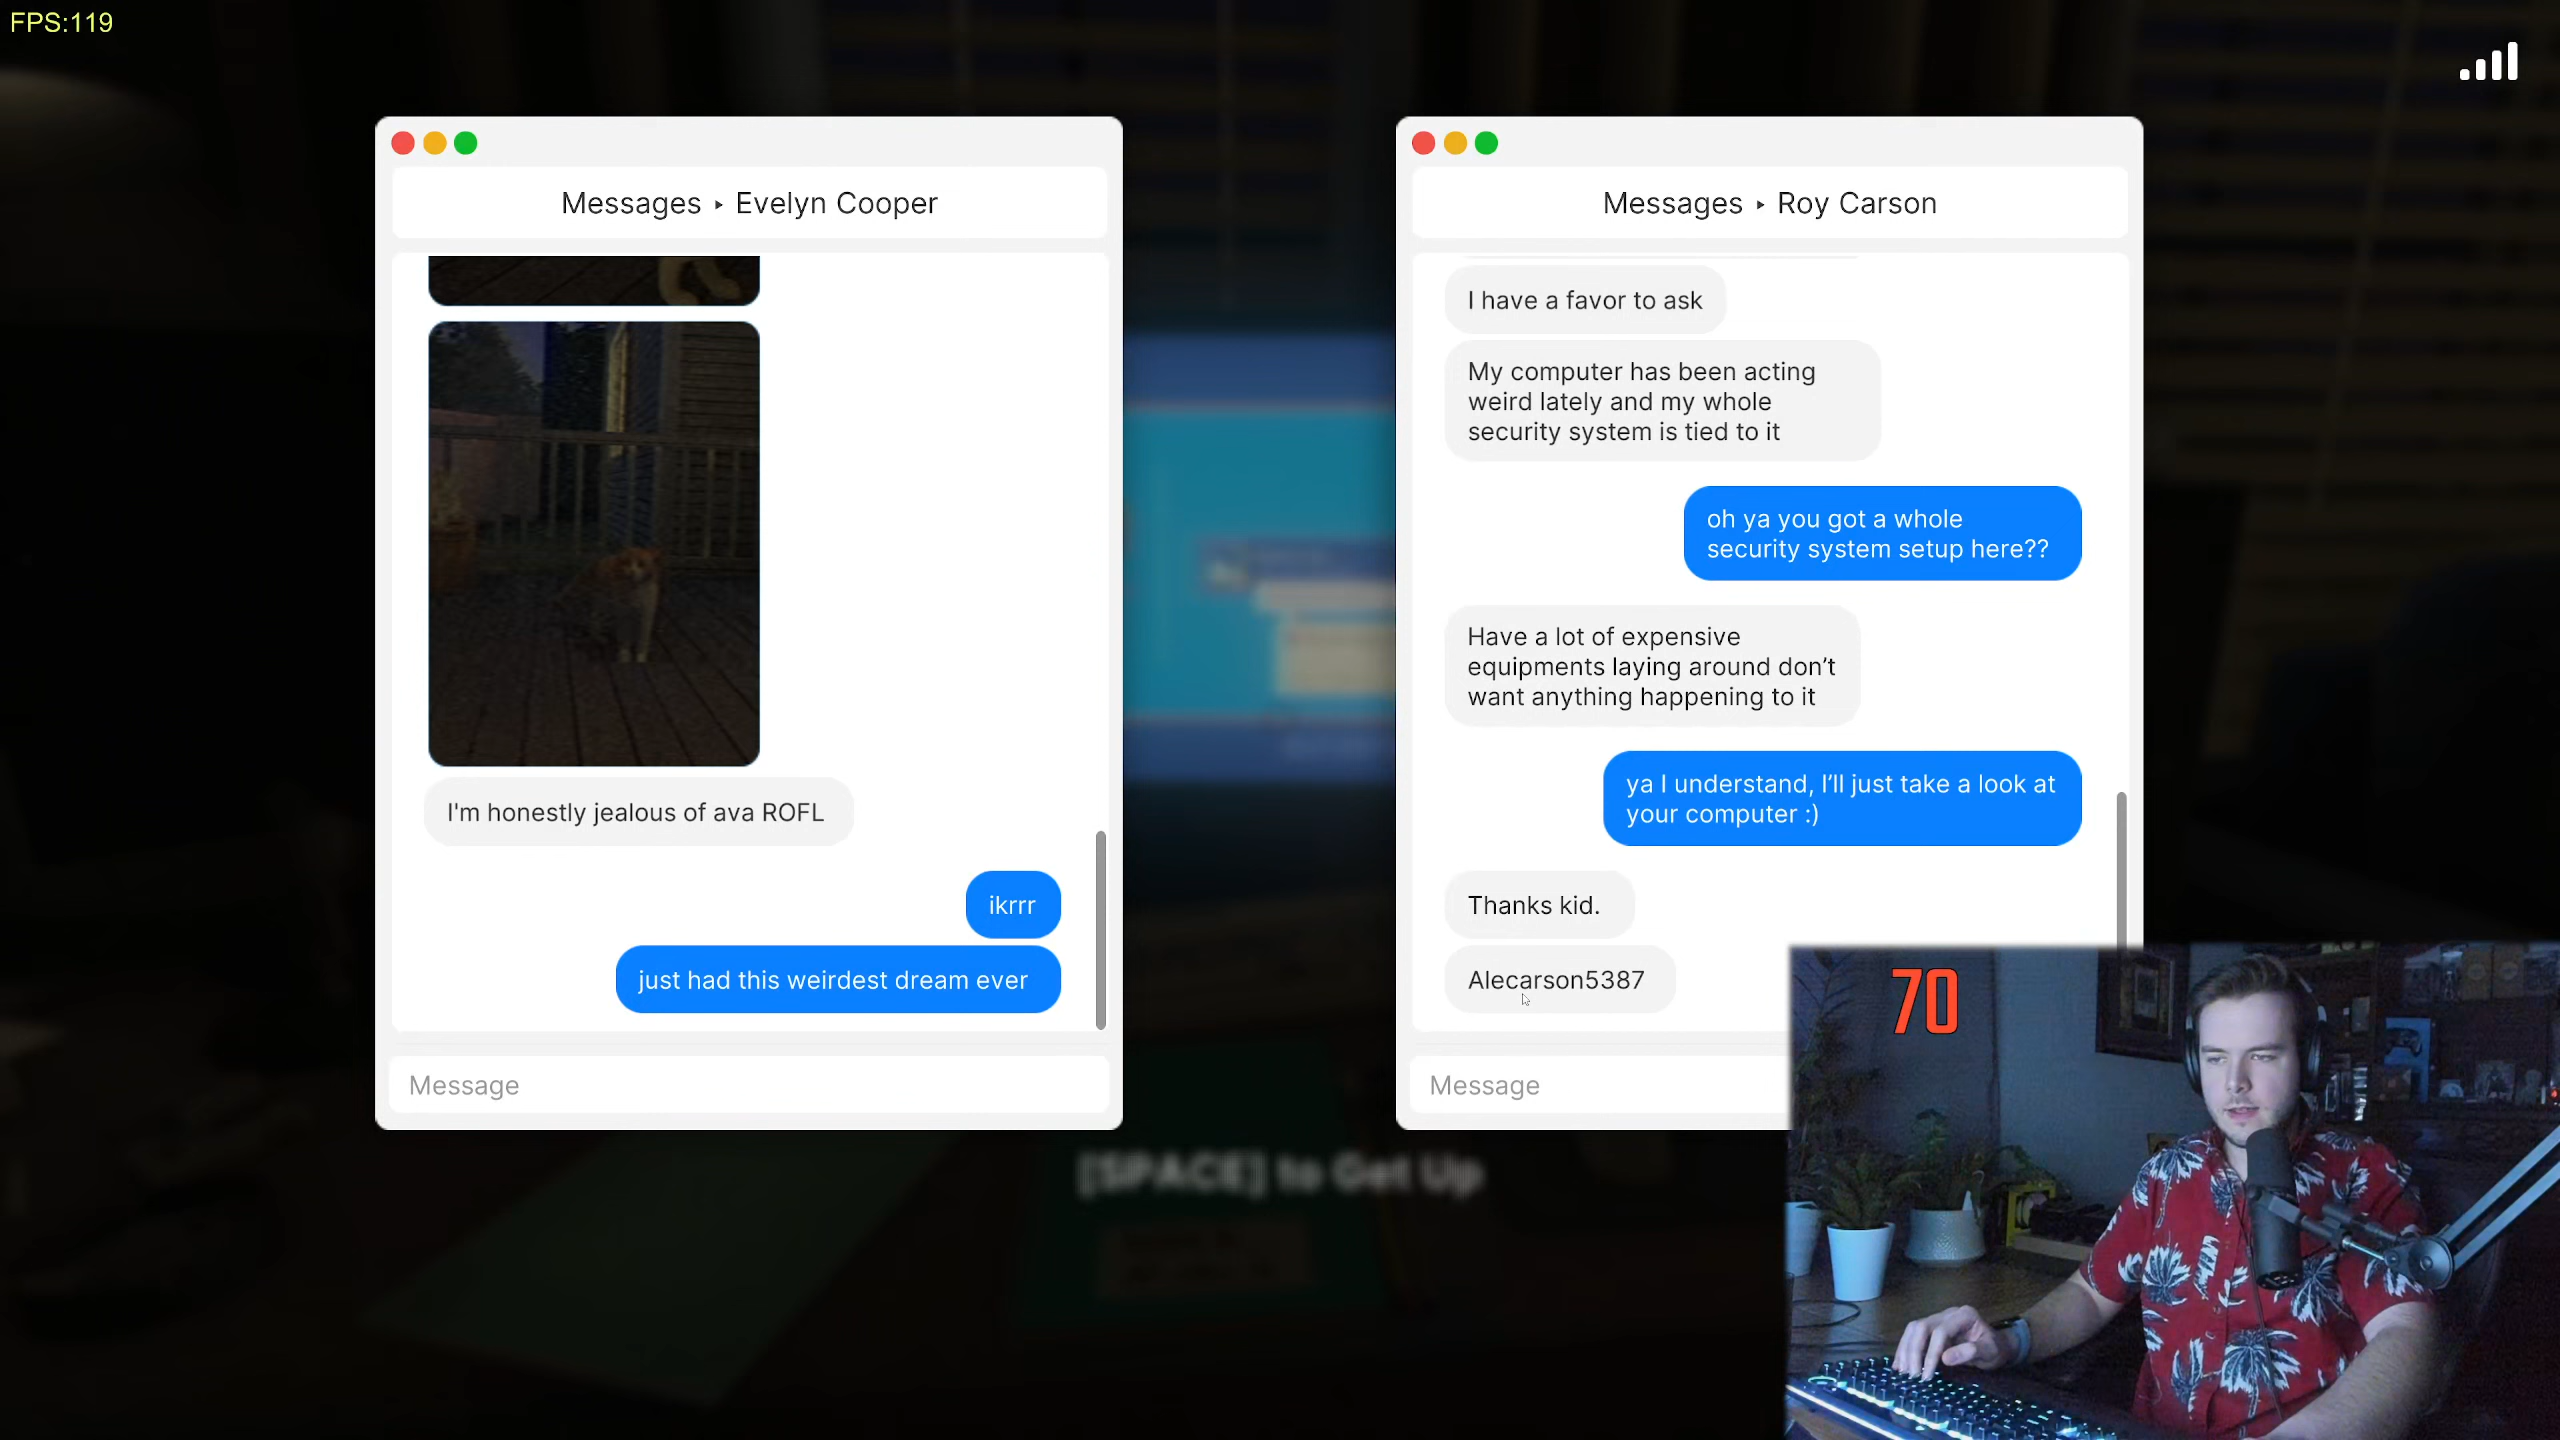 FPS:119
Messages ▸ Evelyn Cooper
I'm honestly jealous of ava ROFL
ikrrr
just had this weirdest dream ever
Message
Messages ▸ Roy Carson
I have a favor to ask
My computer has been acting
weird lately and my whole
security system is tied to it
oh ya you got a whole
security system setup here??
Have a lot of expensive
equipments laying around don’t
want anything happening to it
ya I understand, I’ll just take a look at
your computer :)
Thanks kid.
Alecarson5387
Message
70
[SPACE] to Get Up